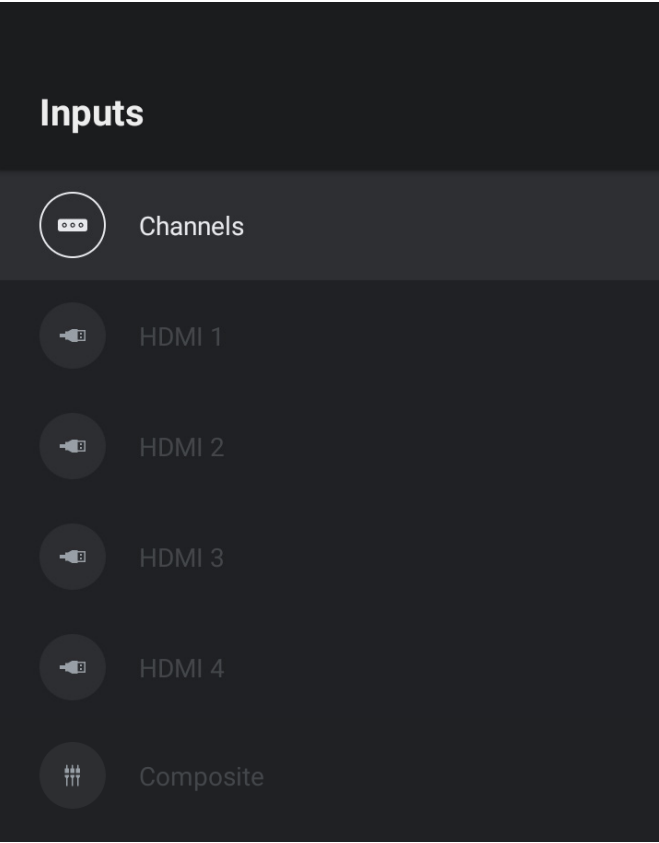 Inputs
Channels
HDMI 1
HDMI 2
HDMI 3
HDMI 4
Composite